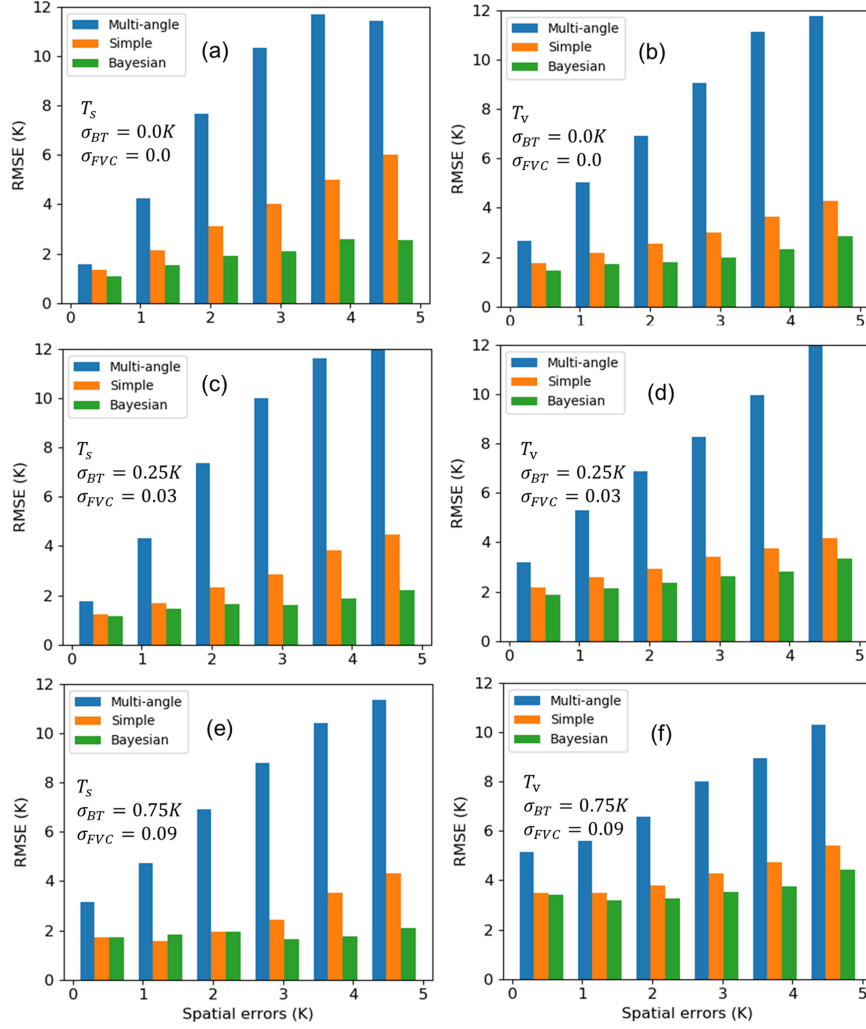 12
10
8
6
4
2
0
RMSE (K)
Multi-angle
Simple
Bayesian
(a)
T_s
σ_BT = 0.0K
σ_FVC = 0.0
0 1 2 3 4 5
12
10
8
6
4
2
0
RMSE (K)
Multi-angle
Simple
Bayesian
(b)
T_v
σ_BT = 0.0K
σ_FVC = 0.0
0 1 2 3 4 5
12
10
8
6
4
2
0
RMSE (K)
Multi-angle
Simple
Bayesian
(c)
T_s
σ_BT = 0.25K
σ_FVC = 0.03
0 1 2 3 4 5
12
10
8
6
4
2
0
RMSE (K)
Multi-angle
Simple
Bayesian
(d)
T_v
σ_BT = 0.25K
σ_FVC = 0.03
0 1 2 3 4 5
12
10
8
6
4
2
0
RMSE (K)
Multi-angle
Simple
Bayesian
(e)
T_s
σ_BT = 0.75K
σ_FVC = 0.09
0 1 2 3 4 5
Spatial errors (K)
12
10
8
6
4
2
0
RMSE (K)
Multi-angle
Simple
Bayesian
(f)
T_v
σ_BT = 0.75K
σ_FVC = 0.09
0 1 2 3 4 5
Spatial errors (K)